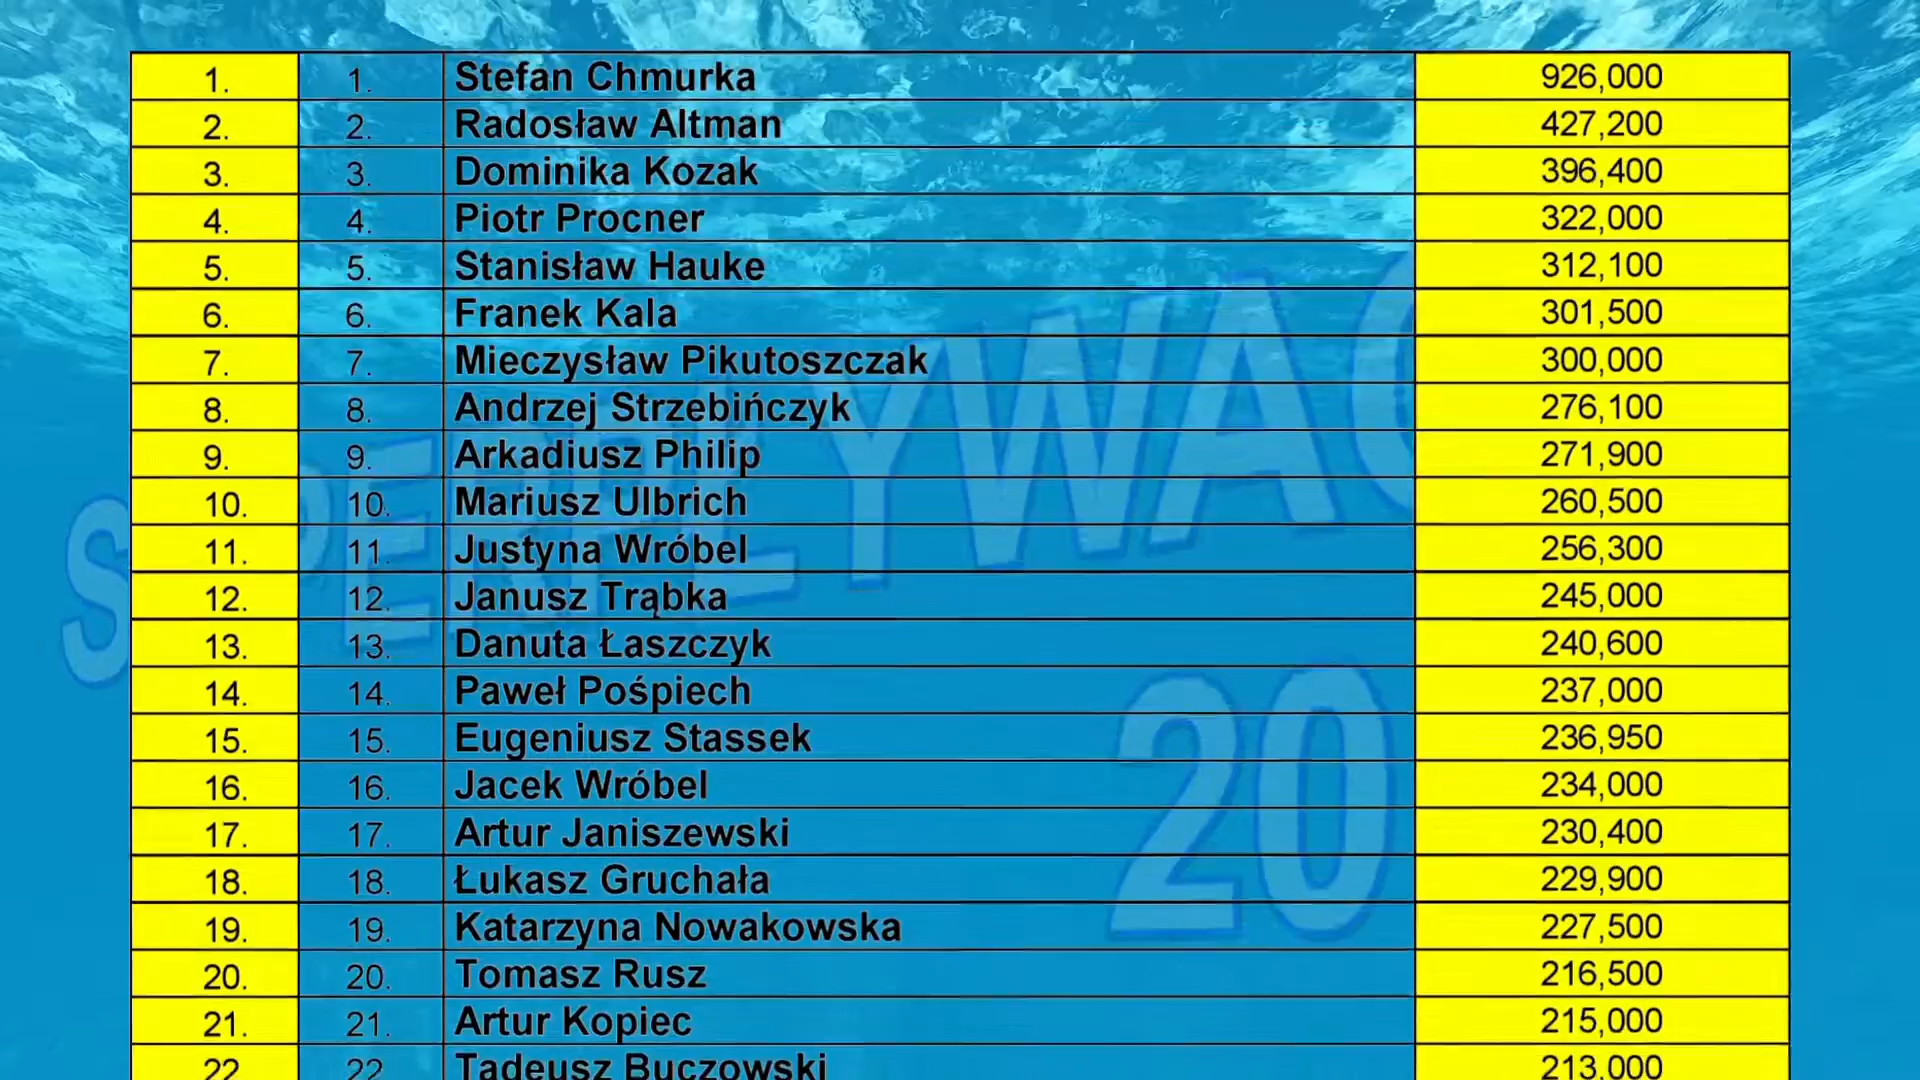 1. 1. Stefan Chmurka 926,000
2. 2. Radosław Altman 427,200
3. 3. Dominika Kozak 396,400
4. 4. Piotr Procner 322,000
5. 5. Stanisław Hauke 312,100
6. 6. Franek Kala 301,500
7. 7. Mieczysław Pikutoszczak 300,000
8. 8. Andrzej Strzebińczyk 276,100
9. 9. Arkadiusz Philip 271,900
10. 10. Mariusz Ulbrich 260,500
11. 11. Justyna Wróbel 256,300
12. 12. Janusz Trąbka 245,000
13. 13. Danuta Łaszczyk 240,600
14. 14. Paweł Pośpiech 237,000
15. 15. Eugeniusz Stassek 236,950
16. 16. Jacek Wróbel 234,000
17. 17. Artur Janiszewski 230,400
18. 18. Łukasz Gruchała 229,900
19. 19. Katarzyna Nowakowska 227,500
20. 20. Tomasz Rusz 216,500
21. 21. Artur Kopiec 215,000
22 22 Tadeusz Buczowski 213,000
20